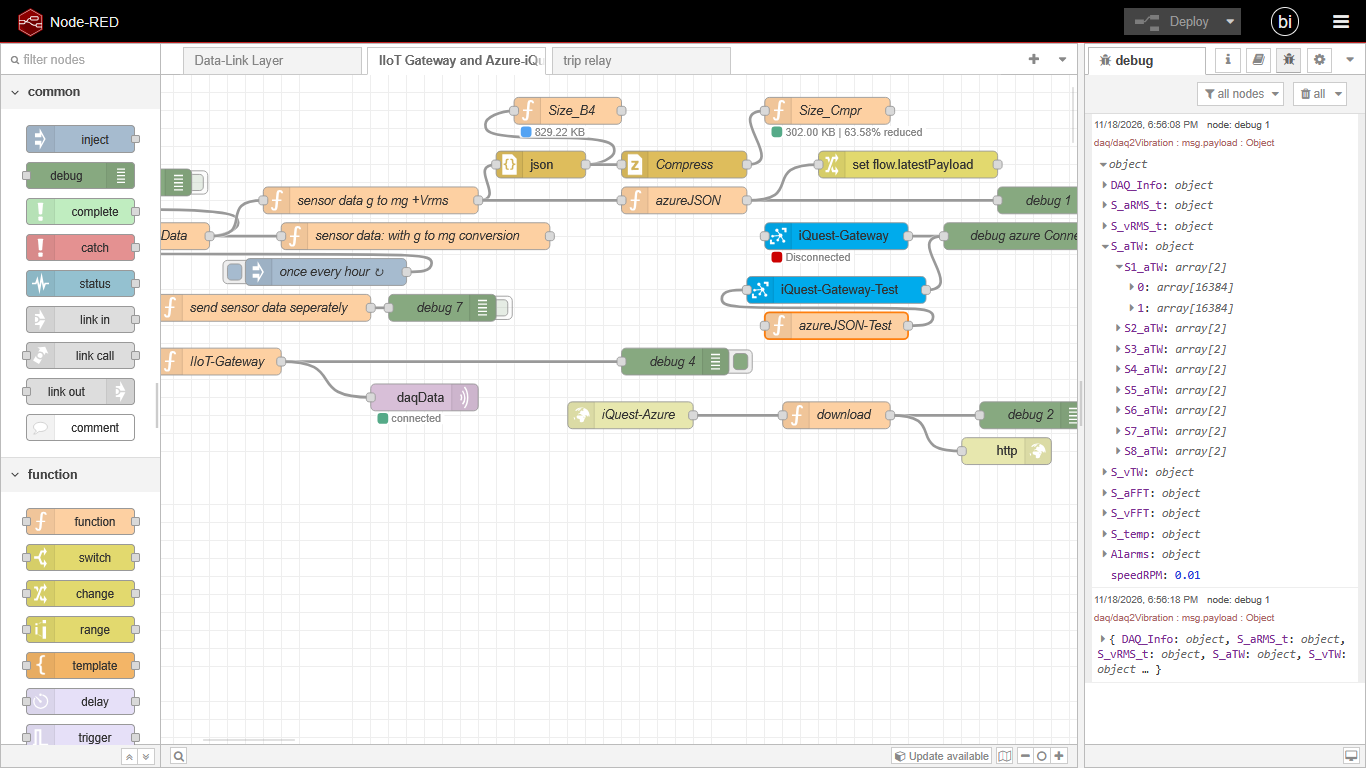 Node-RED
Deploy
bi
filter nodes
Data-Link Layer
IIoT Gateway and Azure-iQu
trip relay
debug
all nodes
all
common
inject
debug
complete
catch
status
link in
link call
link out
comment
function
function
switch
change
range
template
delay
trigger
Size_B4
829.22 KB
Size_Cmpr
302.00 KB | 63.58% reduced
json
Compress
set flow.latestPayload
sensor data g to mg +Vrms
azureJSON
debug 1
Data
sensor data: with g to mg conversion
iQuest-Gateway
Disconnected
debug azure Conne
once every hour ↻
iQuest-Gateway-Test
send sensor data seperately
debug 7
azureJSON-Test
IIoT-Gateway
debug 4
daqData
connected
iQuest-Azure
download
debug 2
http
Update available
11/18/2026, 6:56:08 PM node: debug 1
daq/daq2Vibration : msg.payload : Object
object
DAQ_Info: object
S_aRMS_t: object
S_vRMS_t: object
S_aTW: object
S1_aTW: array[2]
0: array[16384]
1: array[16384]
S2_aTW: array[2]
S3_aTW: array[2]
S4_aTW: array[2]
S5_aTW: array[2]
S6_aTW: array[2]
S7_aTW: array[2]
S8_aTW: array[2]
S_vTW: object
S_aFFT: object
S_vFFT: object
S_temp: object
Alarms: object
speedRPM: 0.01
11/18/2026, 6:56:18 PM node: debug 1
daq/daq2Vibration : msg.payload : Object
{ DAQ_Info: object, S_aRMS_t: object,
S_vRMS_t: object, S_aTW: object, S_vTW:
object … }